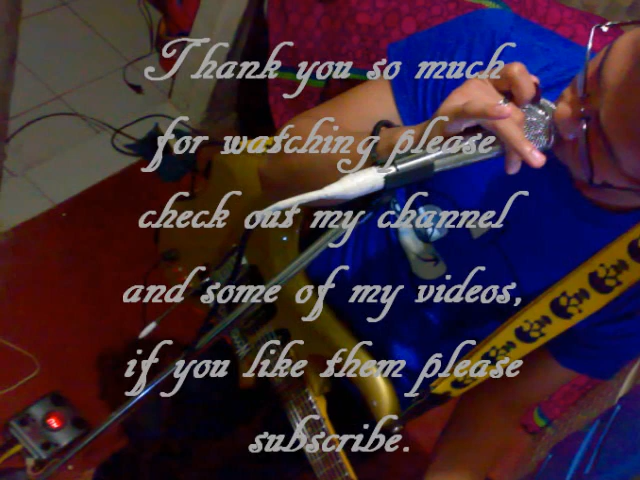 Thank you so much
for watching please
check out my channel
and some of my videos,
if you like them please
subscribe.